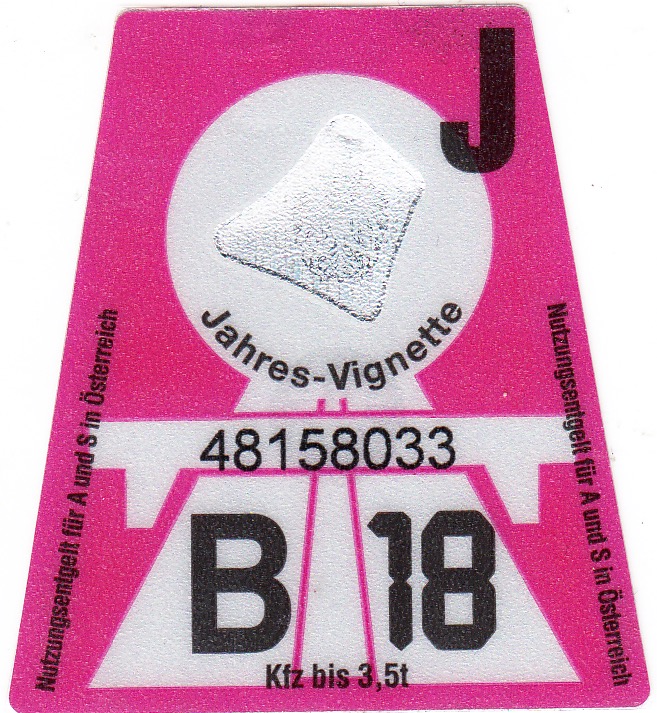 J
Jahres-Vignette
48158033
B 18
Kfz bis 3,5t
Nutzungsentgelt für A und S in Österreich
Nutzungsentgelt für A und S in Österreich